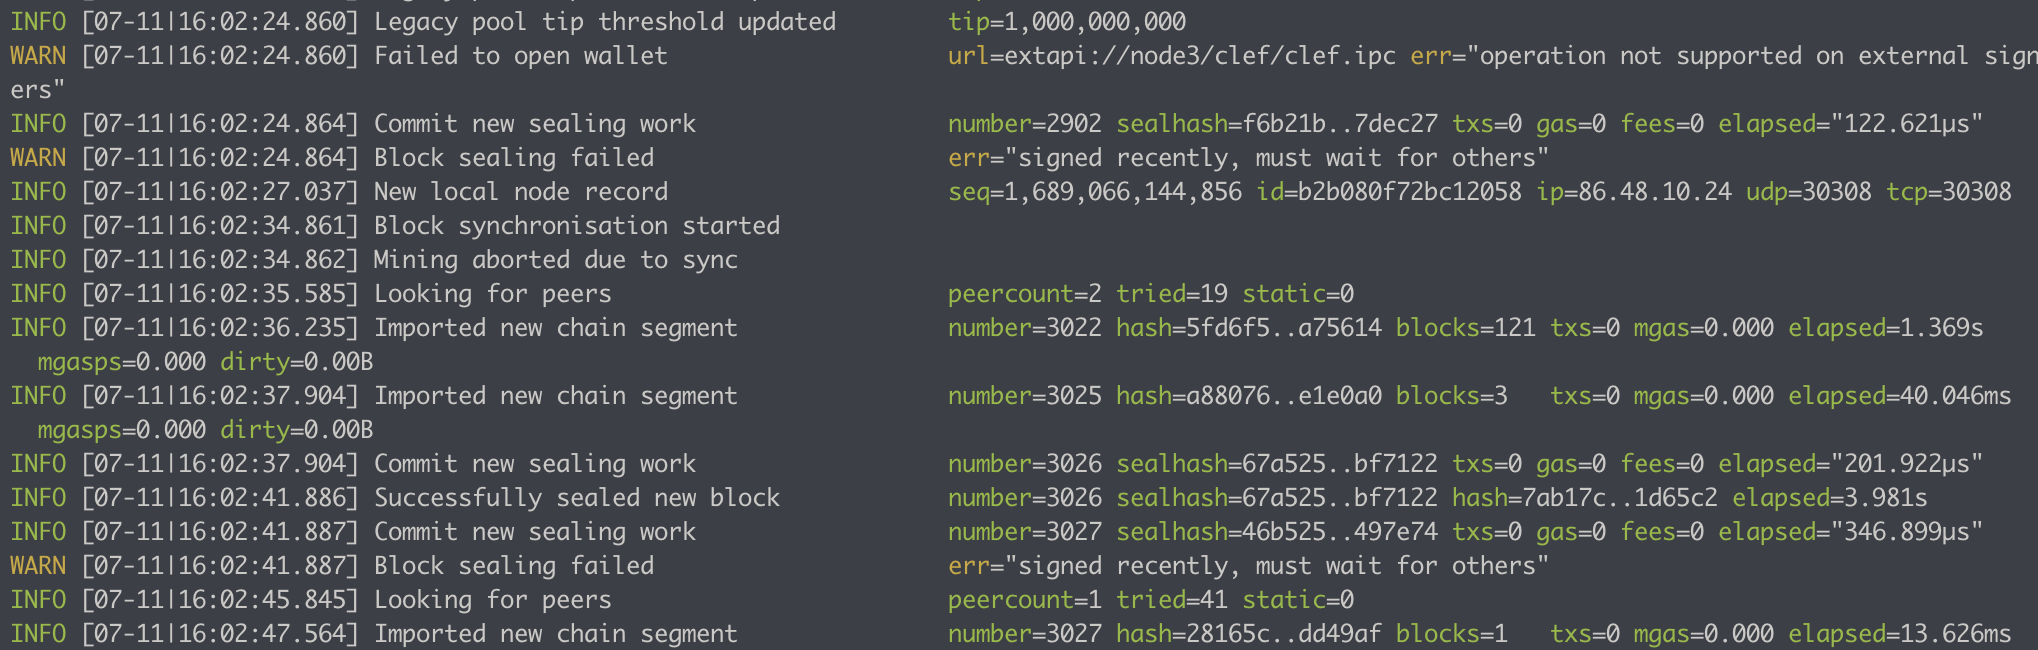 INFO [07-11|16:02:24.860] Legacy pool tip threshold updated tip=1,000,000,000
WARN [07-11|16:02:24.860] Failed to open wallet url=extapi://node3/clef/clef.ipc err="operation not supported on external sign
ers"
INFO [07-11|16:02:24.864] Commit new sealing work number=2902 sealhash=f6b21b..7dec27 txs=0 gas=0 fees=0 elapsed="122.621µs"
WARN [07-11|16:02:24.864] Block sealing failed err="signed recently, must wait for others"
INFO [07-11|16:02:27.037] New local node record seq=1,689,066,144,856 id=b2b080f72bc12058 ip=86.48.10.24 udp=30308 tcp=30308
INFO [07-11|16:02:34.861] Block synchronisation started
INFO [07-11|16:02:34.862] Mining aborted due to sync
INFO [07-11|16:02:35.585] Looking for peers peercount=2 tried=19 static=0
INFO [07-11|16:02:36.235] Imported new chain segment number=3022 hash=5fd6f5..a75614 blocks=121 txs=0 mgas=0.000 elapsed=1.369s
mgasps=0.000 dirty=0.00B
INFO [07-11|16:02:37.904] Imported new chain segment number=3025 hash=a88076..e1e0a0 blocks=3 txs=0 mgas=0.000 elapsed=40.046ms
mgasps=0.000 dirty=0.00B
INFO [07-11|16:02:37.904] Commit new sealing work number=3026 sealhash=67a525..bf7122 txs=0 gas=0 fees=0 elapsed="201.922µs"
INFO [07-11|16:02:41.886] Successfully sealed new block number=3026 sealhash=67a525..bf7122 hash=7ab17c..1d65c2 elapsed=3.981s
INFO [07-11|16:02:41.887] Commit new sealing work number=3027 sealhash=46b525..497e74 txs=0 gas=0 fees=0 elapsed="346.899µs"
WARN [07-11|16:02:41.887] Block sealing failed err="signed recently, must wait for others"
INFO [07-11|16:02:45.845] Looking for peers peercount=1 tried=41 static=0
INFO [07-11|16:02:47.564] Imported new chain segment number=3027 hash=28165c..dd49af blocks=1 txs=0 mgas=0.000 elapsed=13.626ms